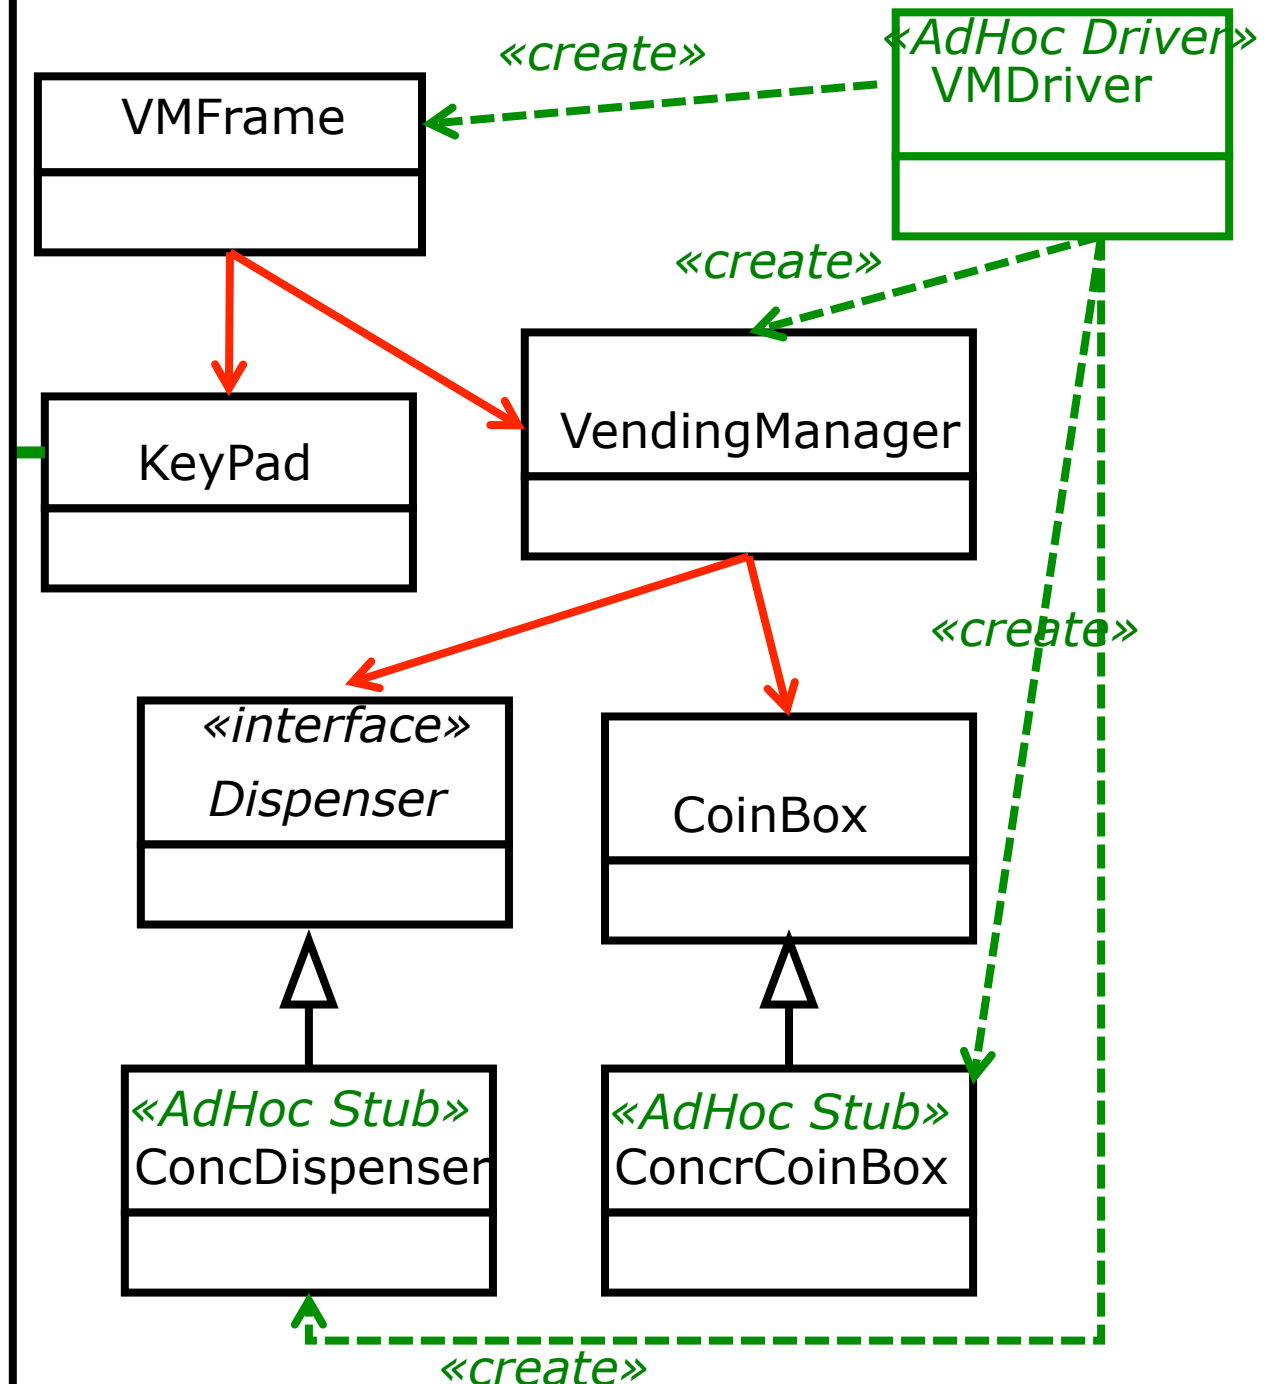 «create»
«AdHoc Driver»
VMDriver
VMFrame
«create»
VendingManager
KeyPad
«create»
«interface»
Dispenser
CoinBox
«AdHoc Stub»
ConcDispenser
«AdHoc Stub»
ConcrCoinBox
«create»